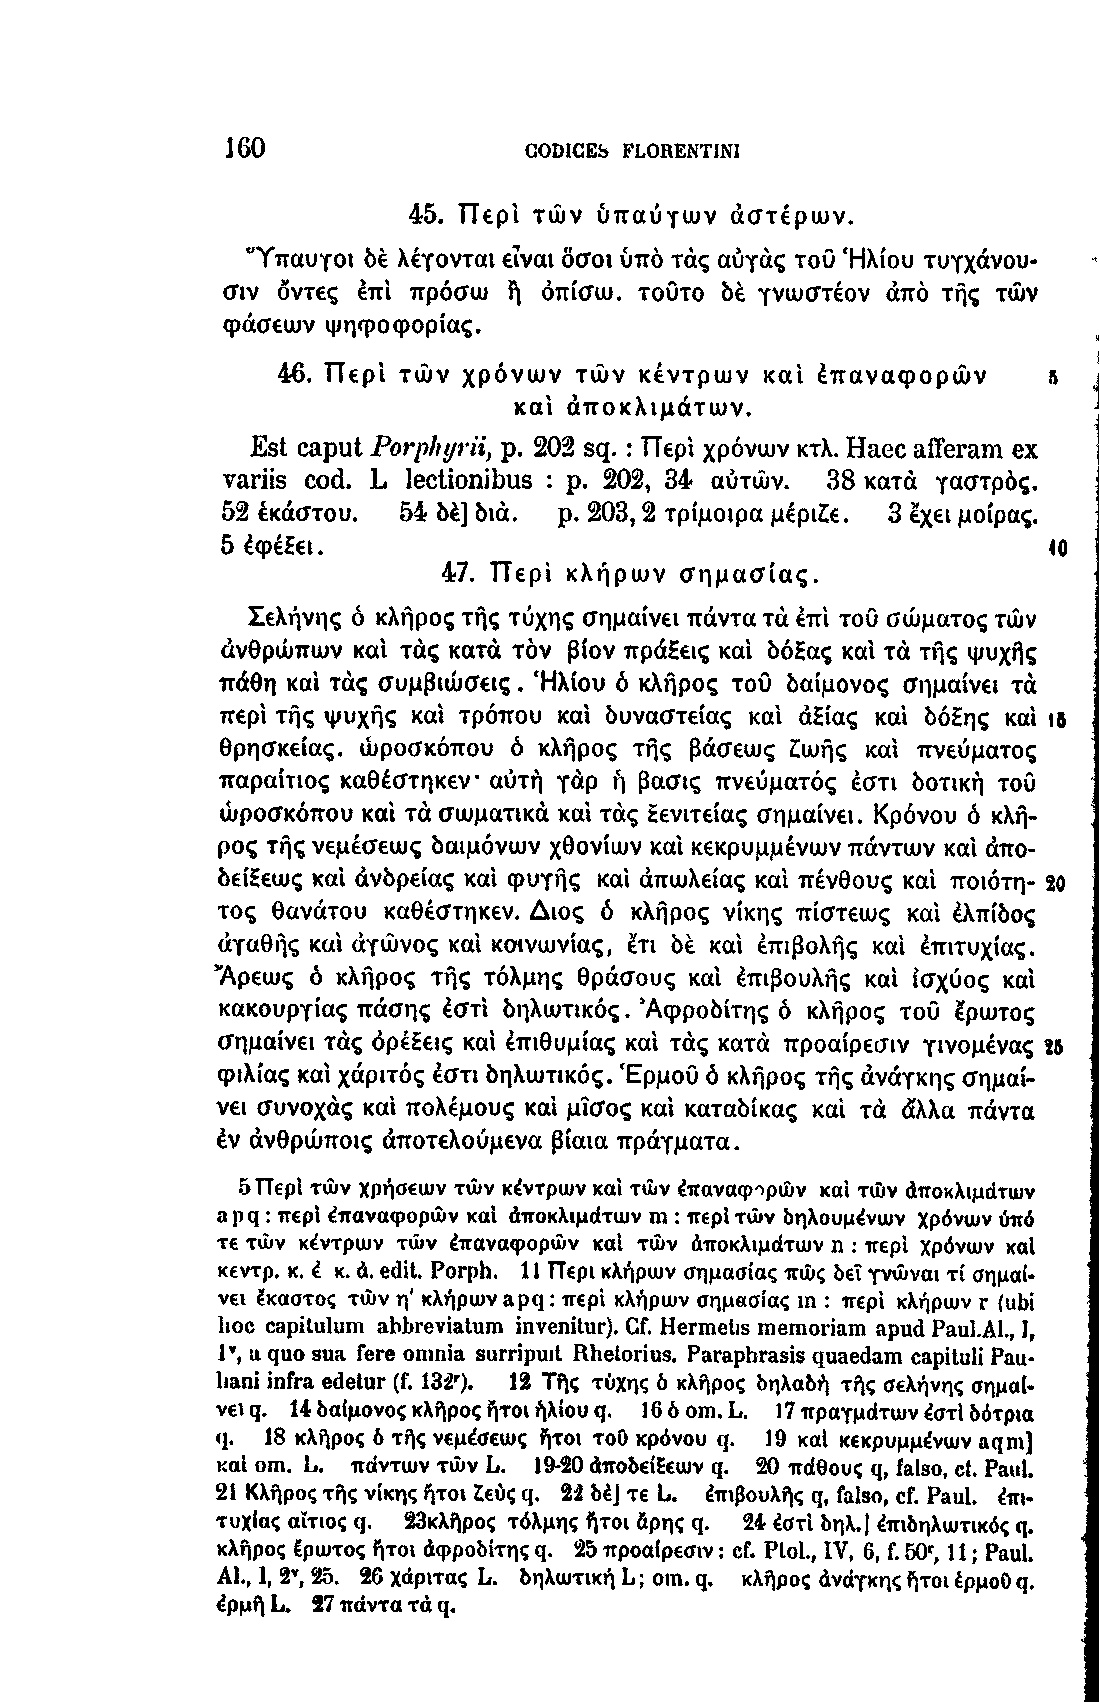 160 CODICES FLORENTINI
45. Περὶ τῶν ὑπαύγων ἀστέρων.
Ὕπαυγοι δὲ λέγονται εἶναι ὅσοι ὑπὸ τὰς αὐγὰς τοῦ Ἡλίου τυγχάνου-
σιν ὄντες ἐπὶ πρόσω ἢ ὀπίσω. τοῦτο δὲ γνωστέον ἀπὸ τῆς τῶν
φάσεων ψηφοφορίας.
46. Περὶ τῶν χρόνων τῶν κέντρων καὶ ἐπαναφορῶν 5
καὶ ἀποκλιμάτων.
Est caput Porphyrii, p. 202 sq. : Περὶ χρόνων κτλ. Haec afferam ex
variis cod. L lectionibus : p. 202, 34 αὐτῶν. 38 κατὰ γαστρὸς.
52 ἑκάστου. 54 δὲ] διὰ. p. 203, 2 τρίμοιρα μέριζε. 3 ἔχει μοίρας.
5 ἐφέξει. 10
47. Περὶ κλήρων σημασίας.
Σελήνης ὁ κλῆρος τῆς τύχης σημαίνει πάντα τὰ ἐπὶ τοῦ σώματος τῶν
ἀνθρώπων καὶ τὰς κατὰ τὸν βίον πράξεις καὶ δόξας καὶ τὰ τῆς ψυχῆς
πάθη καὶ τὰς συμβιώσεις. Ἡλίου ὁ κλῆρος τοῦ δαίμονος σημαίνει τὰ
περὶ τῆς ψυχῆς καὶ τρόπου καὶ δυναστείας καὶ ἀξίας καὶ δόξης καὶ 15
θρησκείας. ὡροσκόπου ὁ κλῆρος τῆς βάσεως ζωῆς καὶ πνεύματος
παραίτιος καθέστηκεν· αὐτὴ γὰρ ἡ βασις πνεύματός ἐστι δοτικὴ τοῦ
ὡροσκόπου καὶ τὰ σωματικὰ καὶ τὰς ξενιτείας σημαίνει. Κρόνου ὁ κλῆ-
ρος τῆς νεμέσεως δαιμόνων χθονίων καὶ κεκρυμμένων πάντων καὶ ἀπο-
δείξεως καὶ ἀνδρείας καὶ φυγῆς καὶ ἀπωλείας καὶ πένθους καὶ ποιότη- 20
τος θανάτου καθέστηκεν. Διος ὁ κλῆρος νίκης πίστεως καὶ ἐλπίδος
ἀγαθῆς καὶ ἀγῶνος καὶ κοινωνίας, ἔτι δὲ καὶ ἐπιβολῆς καὶ ἐπιτυχίας.
Ἄρεως ὁ κλῆρος τῆς τόλμης θράσους καὶ ἐπιβουλῆς καὶ ἰσχύος καὶ
κακουργίας πάσης ἐστὶ δηλωτικός. Ἀφροδίτης ὁ κλῆρος τοῦ ἔρωτος
σημαίνει τὰς ὀρέξεις καὶ ἐπιθυμίας καὶ τὰς κατὰ προαίρεσιν γινομένας 25
φιλίας καὶ χάριτός ἐστι δηλωτικός. Ἑρμοῦ ὁ κλῆρος τῆς ἀνάγκης σημαί-
νει συνοχὰς καὶ πολέμους καὶ μῖσος καὶ καταδίκας καὶ τὰ ἄλλα πάντα
ἐν ἀνθρώποις ἀποτελούμενα βίαια πράγματα.
5 Περὶ τῶν χρήσεων τῶν κέντρων καὶ τῶν ἐπαναφορῶν καὶ τῶν ἀποκλιμάτων
a p q : περὶ ἐπαναφορῶν καὶ ἀποκλιμάτων m : περὶ τῶν δηλουμένων χρόνων ὑπό
τε τῶν κέντρων τῶν ἐπαναφορῶν καὶ τῶν ἀποκλιμάτων n : περὶ χρόνων καὶ
κεντρ. κ. ἐ κ. ἀ. edit. Porph. 11 Περι κλήρων σημασίας πῶς δεῖ γνῶναι τί σημαί-
νει ἕκαστος τῶν η' κλήρων a p q : περὶ κλήρων σημασίας m : περὶ κλήρων r (ubi
hoc capitulum abbreviatum invenitur). Cf. Hermetis memoriam apud Paul.Al., I,
1ᵛ, a quo sua fere omnia surripuit Rhetorius. Paraphrasis quaedam capituli Pau-
liani infra edetur (f. 132ʳ). 12 Τῆς τύχης ὁ κλῆρος δηλαδὴ τῆς σελήνης σημαί-
νει q. 14 δαίμονος κλῆρος ἤτοι ἡλίου q. 16 ὁ om. L. 17 πραγμάτων ἐστὶ δότρια
q. 18 κλῆρος ὁ τῆς νεμέσεως ἤτοι τοῦ κρόνου q. 19 καὶ κεκρυμμένων a q m]
καὶ om. L. πάντων τῶν L. 19-20 ἀποδείξεων q. 20 πάθους q, falso, cf. Paul.
21 Κλῆρος τῆς νίκης ἤτοι ζεὺς q. 22 δὲ] τε L. ἐπιβουλῆς q, falso, cf. Paul. ἐπι-
τυχίας αἴτιος q. 23 κλῆρος τόλμης ἤτοι ἄρης q. 24 ἐστὶ δηλ.] ἐπιδηλωτικός q.
κλῆρος ἔρωτος ἤτοι ἀφροδίτης q. 25 προαίρεσιν : cf. Ptol., IV, 6, f. 50ʳ, 11 ; Paul.
Al., I, 2ᵛ, 25. 26 χάριτας L. δηλωτικὴ L ; om. q. κλῆρος ἀνάγκης ἤτοι ἑρμοῦ q.
ἑρμῆ L. 27 πάντα τὰ q.